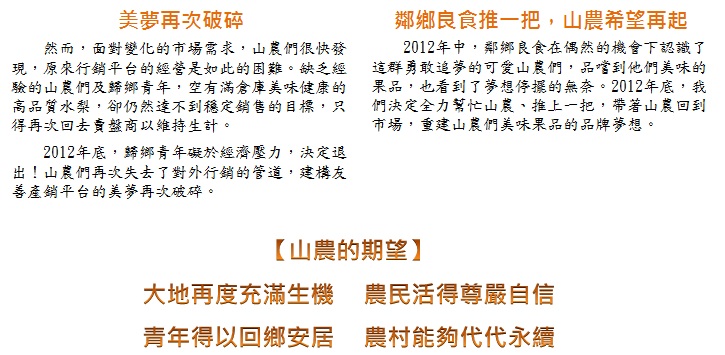 美夢再次破碎
然而，面對變化的市場需求，山農們很快發
現，原來行銷平台的經營是如此的困難。缺乏經
驗的山農們及歸鄉青年，空有滿倉庫美味健康的
高品質水梨，卻仍然達不到穩定銷售的目標，只
得再次回去賣盤商以維持生計。
2012年底，歸鄉青年礙於經濟壓力，決定退
出！山農們再次失去了對外行銷的管道，建構友
善產銷平台的美夢再次破碎。
鄰鄉良食推一把，山農希望再起
2012年中，鄰鄉良食在偶然的機會下認識了
這群勇敢追夢的可愛山農們，品嚐到他們美味的
果品，也看到了夢想停擺的無奈。2012年底，我
們決定全力幫忙山農、推上一把，帶著山農回到
市場，重建山農們美味果品的品牌夢想。
【山農的期望】
大地再度充滿生機　農民活得尊嚴自信
青年得以回鄉安居　農村能夠代代永續